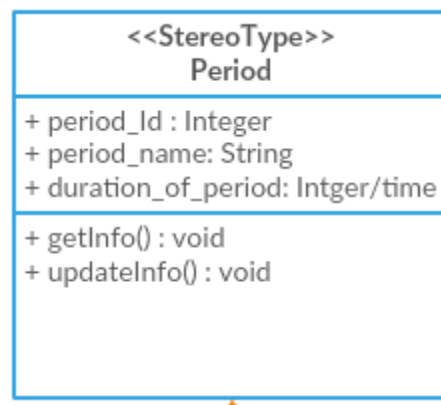 <<StereoType>>
Period
+ period_Id : Integer
+ period_name: String
+ duration_of_period: Intger/time
+ getInfo() : void
+ updateInfo() : void